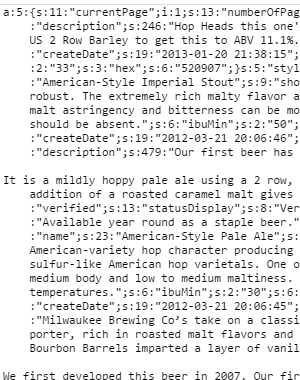 a:5:{s:11:"currentPage";i:1;s:13:"numberOfPag
:"description";s:246:"Hop Heads this one'
US 2 Row Barley to get this to ABV 11.1%.
:"createDate";s:19:"2013-01-20 21:38:15";
:2:"33";s:3:"hex";s:6:"520907";}s:5:"styl
"American-Style Imperial Stout";s:9:"sho
robust. The extremely rich malty flavor a
malt astringency and bitterness can be mo
should be absent.";s:6:"ibuMin";s:2:"50";
:"createDate";s:19:"2012-03-21 20:06:46";
:"description";s:479:"Our first beer has
It is a mildly hoppy pale ale using a 2 row,
addition of a roasted caramel malt gives
:"verified";s:13:"statusDisplay";s:8:"Ver
:"Available year round as a staple beer."
:"name";s:23:"American-Style Pale Ale";s:
American-variety hop character producing
sulfur-like American hop varietals. One o
medium body and low to medium maltiness.
temperatures.";s:6:"ibuMin";s:2:"30";s:6:
:"createDate";s:19:"2012-03-21 20:06:45";
:"Milwaukee Brewing Co’s take on a classi
porter, rich in roasted malt flavors and
Bourbon Barrels imparted a layer of vanil
We first developed this beer in 2007. Our fir